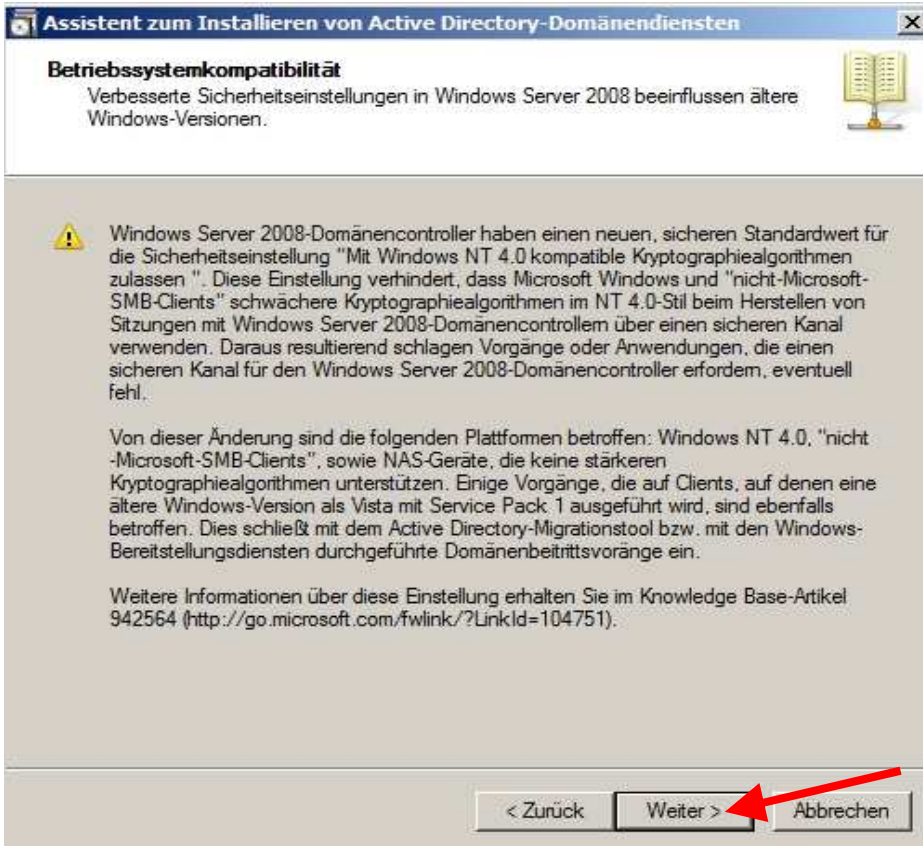 Assistent zum Installieren von Active Directory-Domänendiensten
Betriebssystemkompatibilität
Verbesserte Sicherheitseinstellungen in Windows Server 2008 beeinflussen ältere
Windows-Versionen.
Windows Server 2008-Domänencontroller haben einen neuen, sicheren Standardwert für
die Sicherheitseinstellung "Mit Windows NT 4.0 kompatible Kryptographiealgorithmen
zulassen ". Diese Einstellung verhindert, dass Microsoft Windows und "nicht-Microsoft-
SMB-Clients" schwächere Kryptographiealgorithmen im NT 4.0-Stil beim Herstellen von
Sitzungen mit Windows Server 2008-Domänencontrollern über einen sicheren Kanal
verwenden. Daraus resultierend schlagen Vorgänge oder Anwendungen, die einen
sicheren Kanal für den Windows Server 2008-Domänencontroller erfordern, eventuell
fehl.
Von dieser Änderung sind die folgenden Plattformen betroffen: Windows NT 4.0, "nicht
-Microsoft-SMB-Clients", sowie NAS-Geräte, die keine stärkeren
Kryptographiealgorithmen unterstützen. Einige Vorgänge, die auf Clients, auf denen eine
ältere Windows-Version als Vista mit Service Pack 1 ausgeführt wird, sind ebenfalls
betroffen. Dies schließt mit dem Active Directory-Migrationstool bzw. mit den Windows-
Bereitstellungsdiensten durchgeführte Domänenbeitrittsvoränge ein.
Weitere Informationen über diese Einstellung erhalten Sie im Knowledge Base-Artikel
942564 (http://go.microsoft.com/fwlink/?LinkId=104751).
< Zurück Weiter > Abbrechen